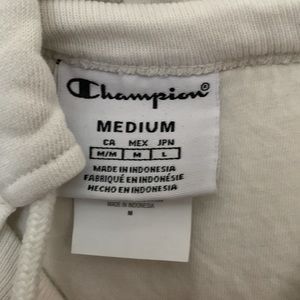 Champion®
MEDIUM
CA MEX JPN
M/M M L
MADE IN INDONESIA
FABRIQUÉ EN INDONÉSIE
HECHO EN INDONESIA
MADE IN INDONESIA
M